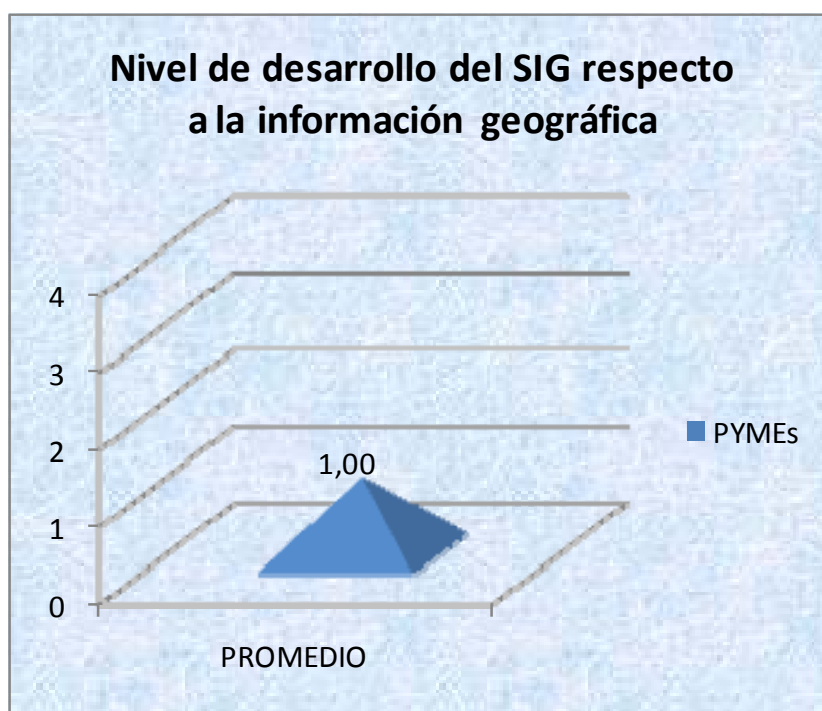 Nivel de desarrollo del SIG respecto
a la información geográfica
4
3
2
1
0
1,00
PYMEs
PROMEDIO